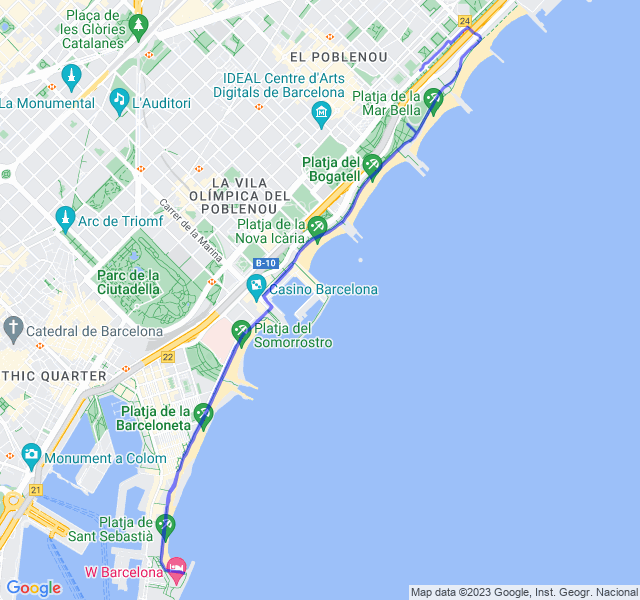 Plaça de
les Glòries
Catalanes
24
EL POBLENOU
La Monumental
L'Auditori
IDEAL Centre d'Arts
Digitals de Barcelona
Platja de la
Mar Bella
Platja del
Bogatell
LA VILA
OLÍMPICA DEL
POBLENOU
Arc de Triomf
Carrer de la Marina
Platja de la
Nova Icària
B-10
Parc de la
Ciutadella
Casino Barcelona
Catedral de Barcelona
Platja del
Somorrostro
22
THIC QUARTER
Platja de la
Barceloneta
Monument a Colom
21
Platja de
Sant Sebastià
W Barcelona
Google
Map data ©2023 Google, Inst. Geogr. Nacional